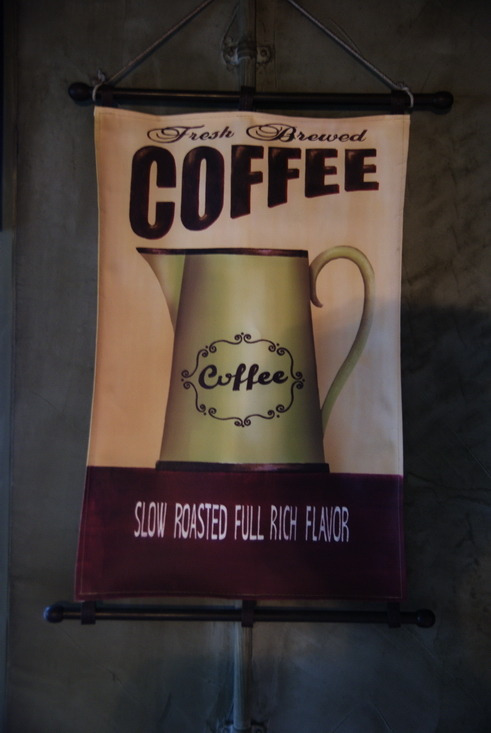 Fresh Brewed
COFFEE
Coffee
SLOW ROASTED FULL RICH FLAVOR